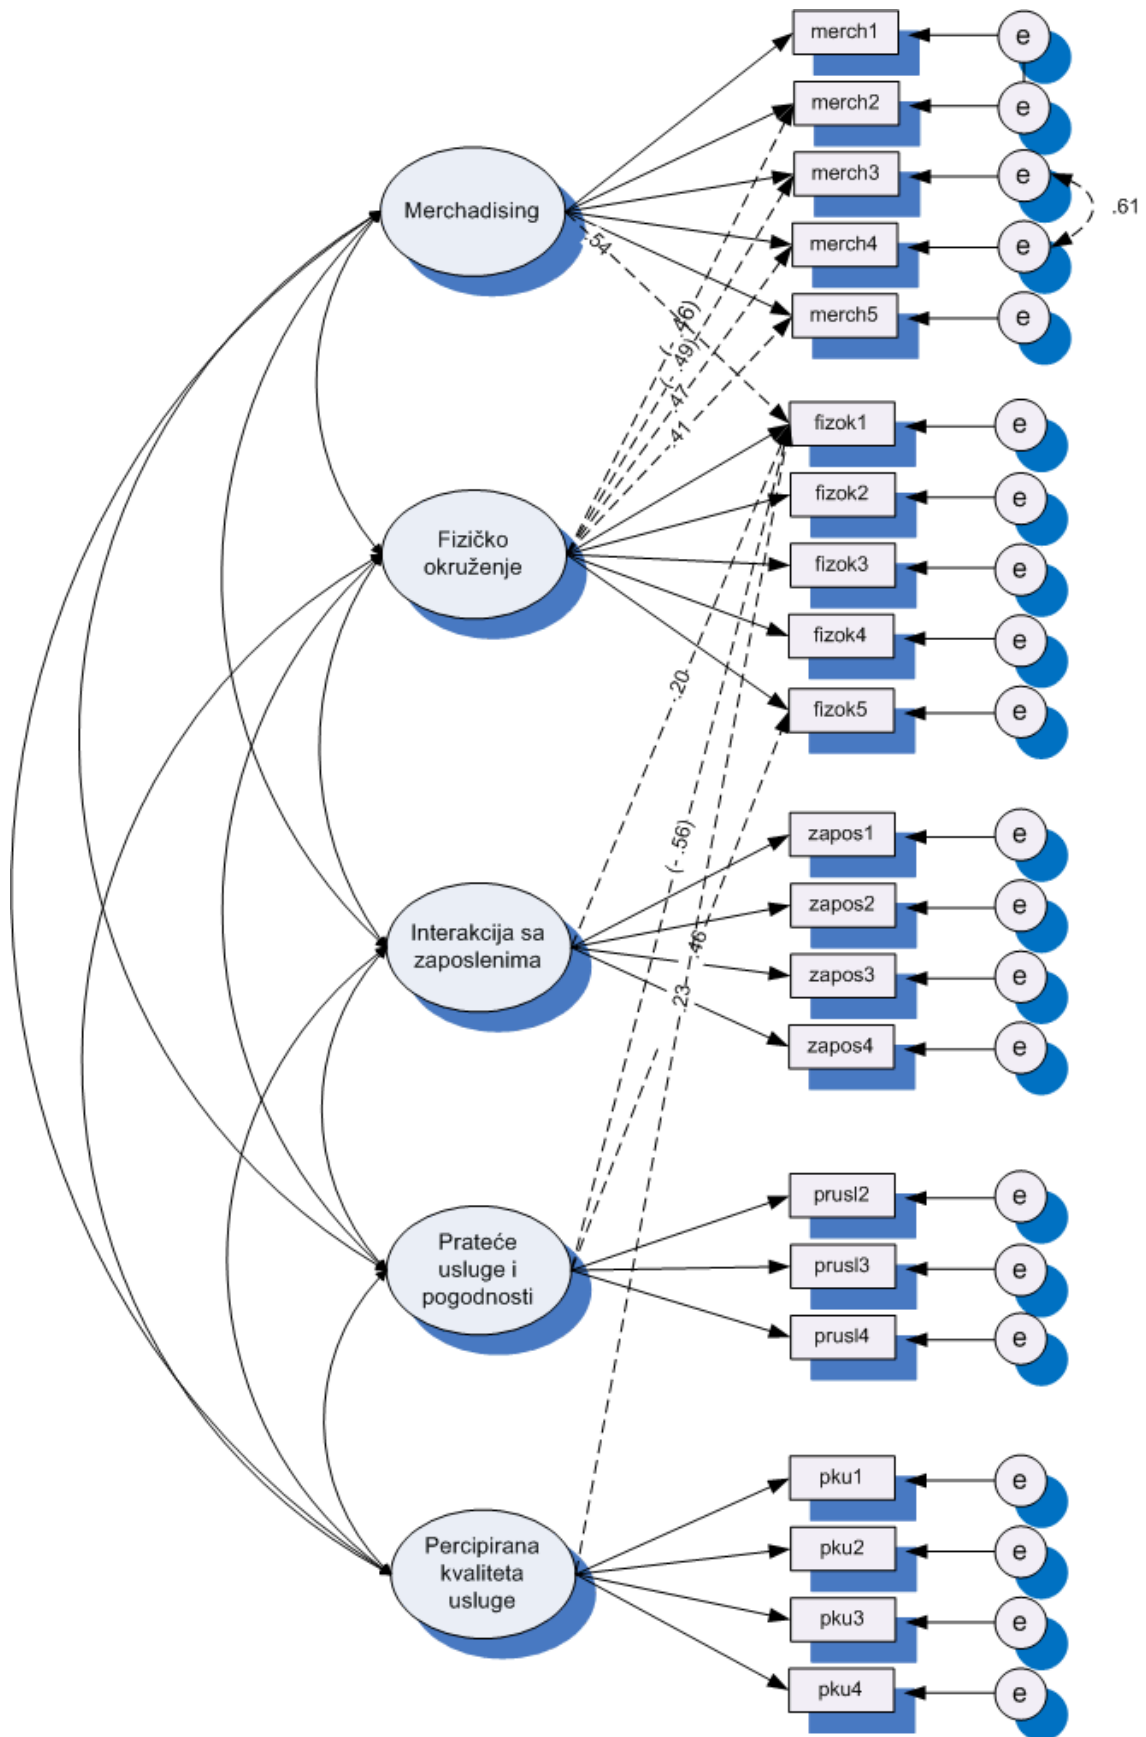 merch1
e
merch2
e
merch3
e
Merchadising
.61
merch4
e
.54
merch5
e
(-.46)
(-.49)
.47
.41
fizok1
e
fizok2
e
Fizičko
okruženje
fizok3
e
fizok4
e
.20
fizok5
e
zapos1
e
(-.56)
zapos2
e
Interakcija sa
zaposlenima
.46
zapos3
e
.23
zapos4
e
prusl2
e
Prateće
usluge i
pogodnosti
prusl3
e
prusl4
e
pku1
e
Percipirana
kvaliteta
usluge
pku2
e
pku3
e
pku4
e